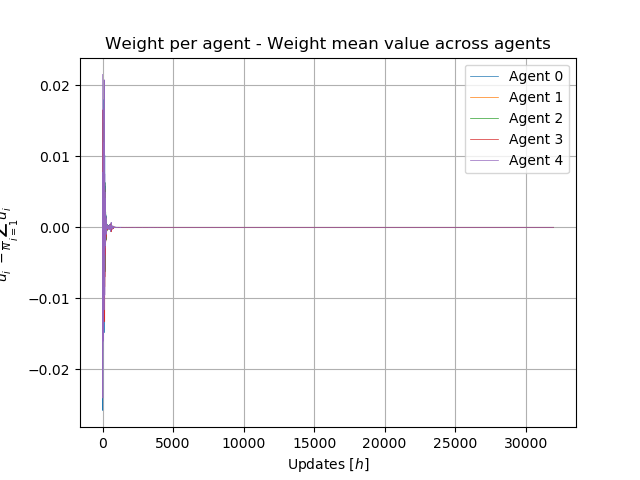 Weight per agent - Weight mean value across agents
Agent 0
Agent 1
Agent 2
Agent 3
Agent 4
0.02
0.01
0.00
−0.01
−0.02
0 5000 10000 15000 20000 25000 30000
Updates [h]